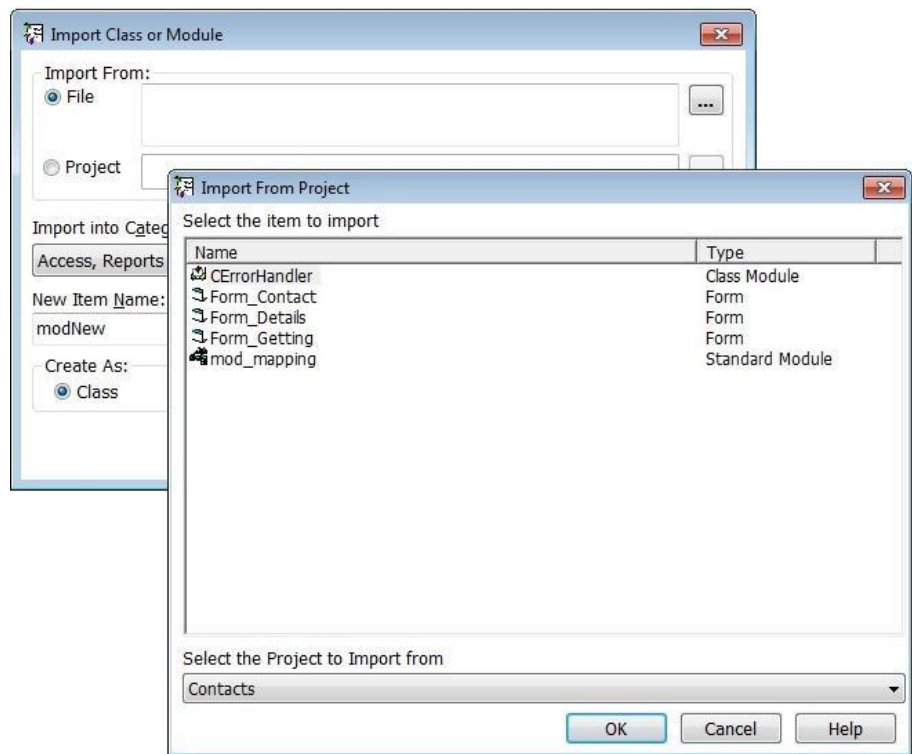 Import Class or Module
Import From:
File
...
Project
Import into Categ
Access, Reports
New Item Name:
modNew
Create As:
Class
Import From Project
Select the item to import
Name Type
CErrorHandler Class Module
Form_Contact Form
Form_Details Form
Form_Getting Form
mod_mapping Standard Module
Select the Project to Import from
Contacts
OK Cancel Help